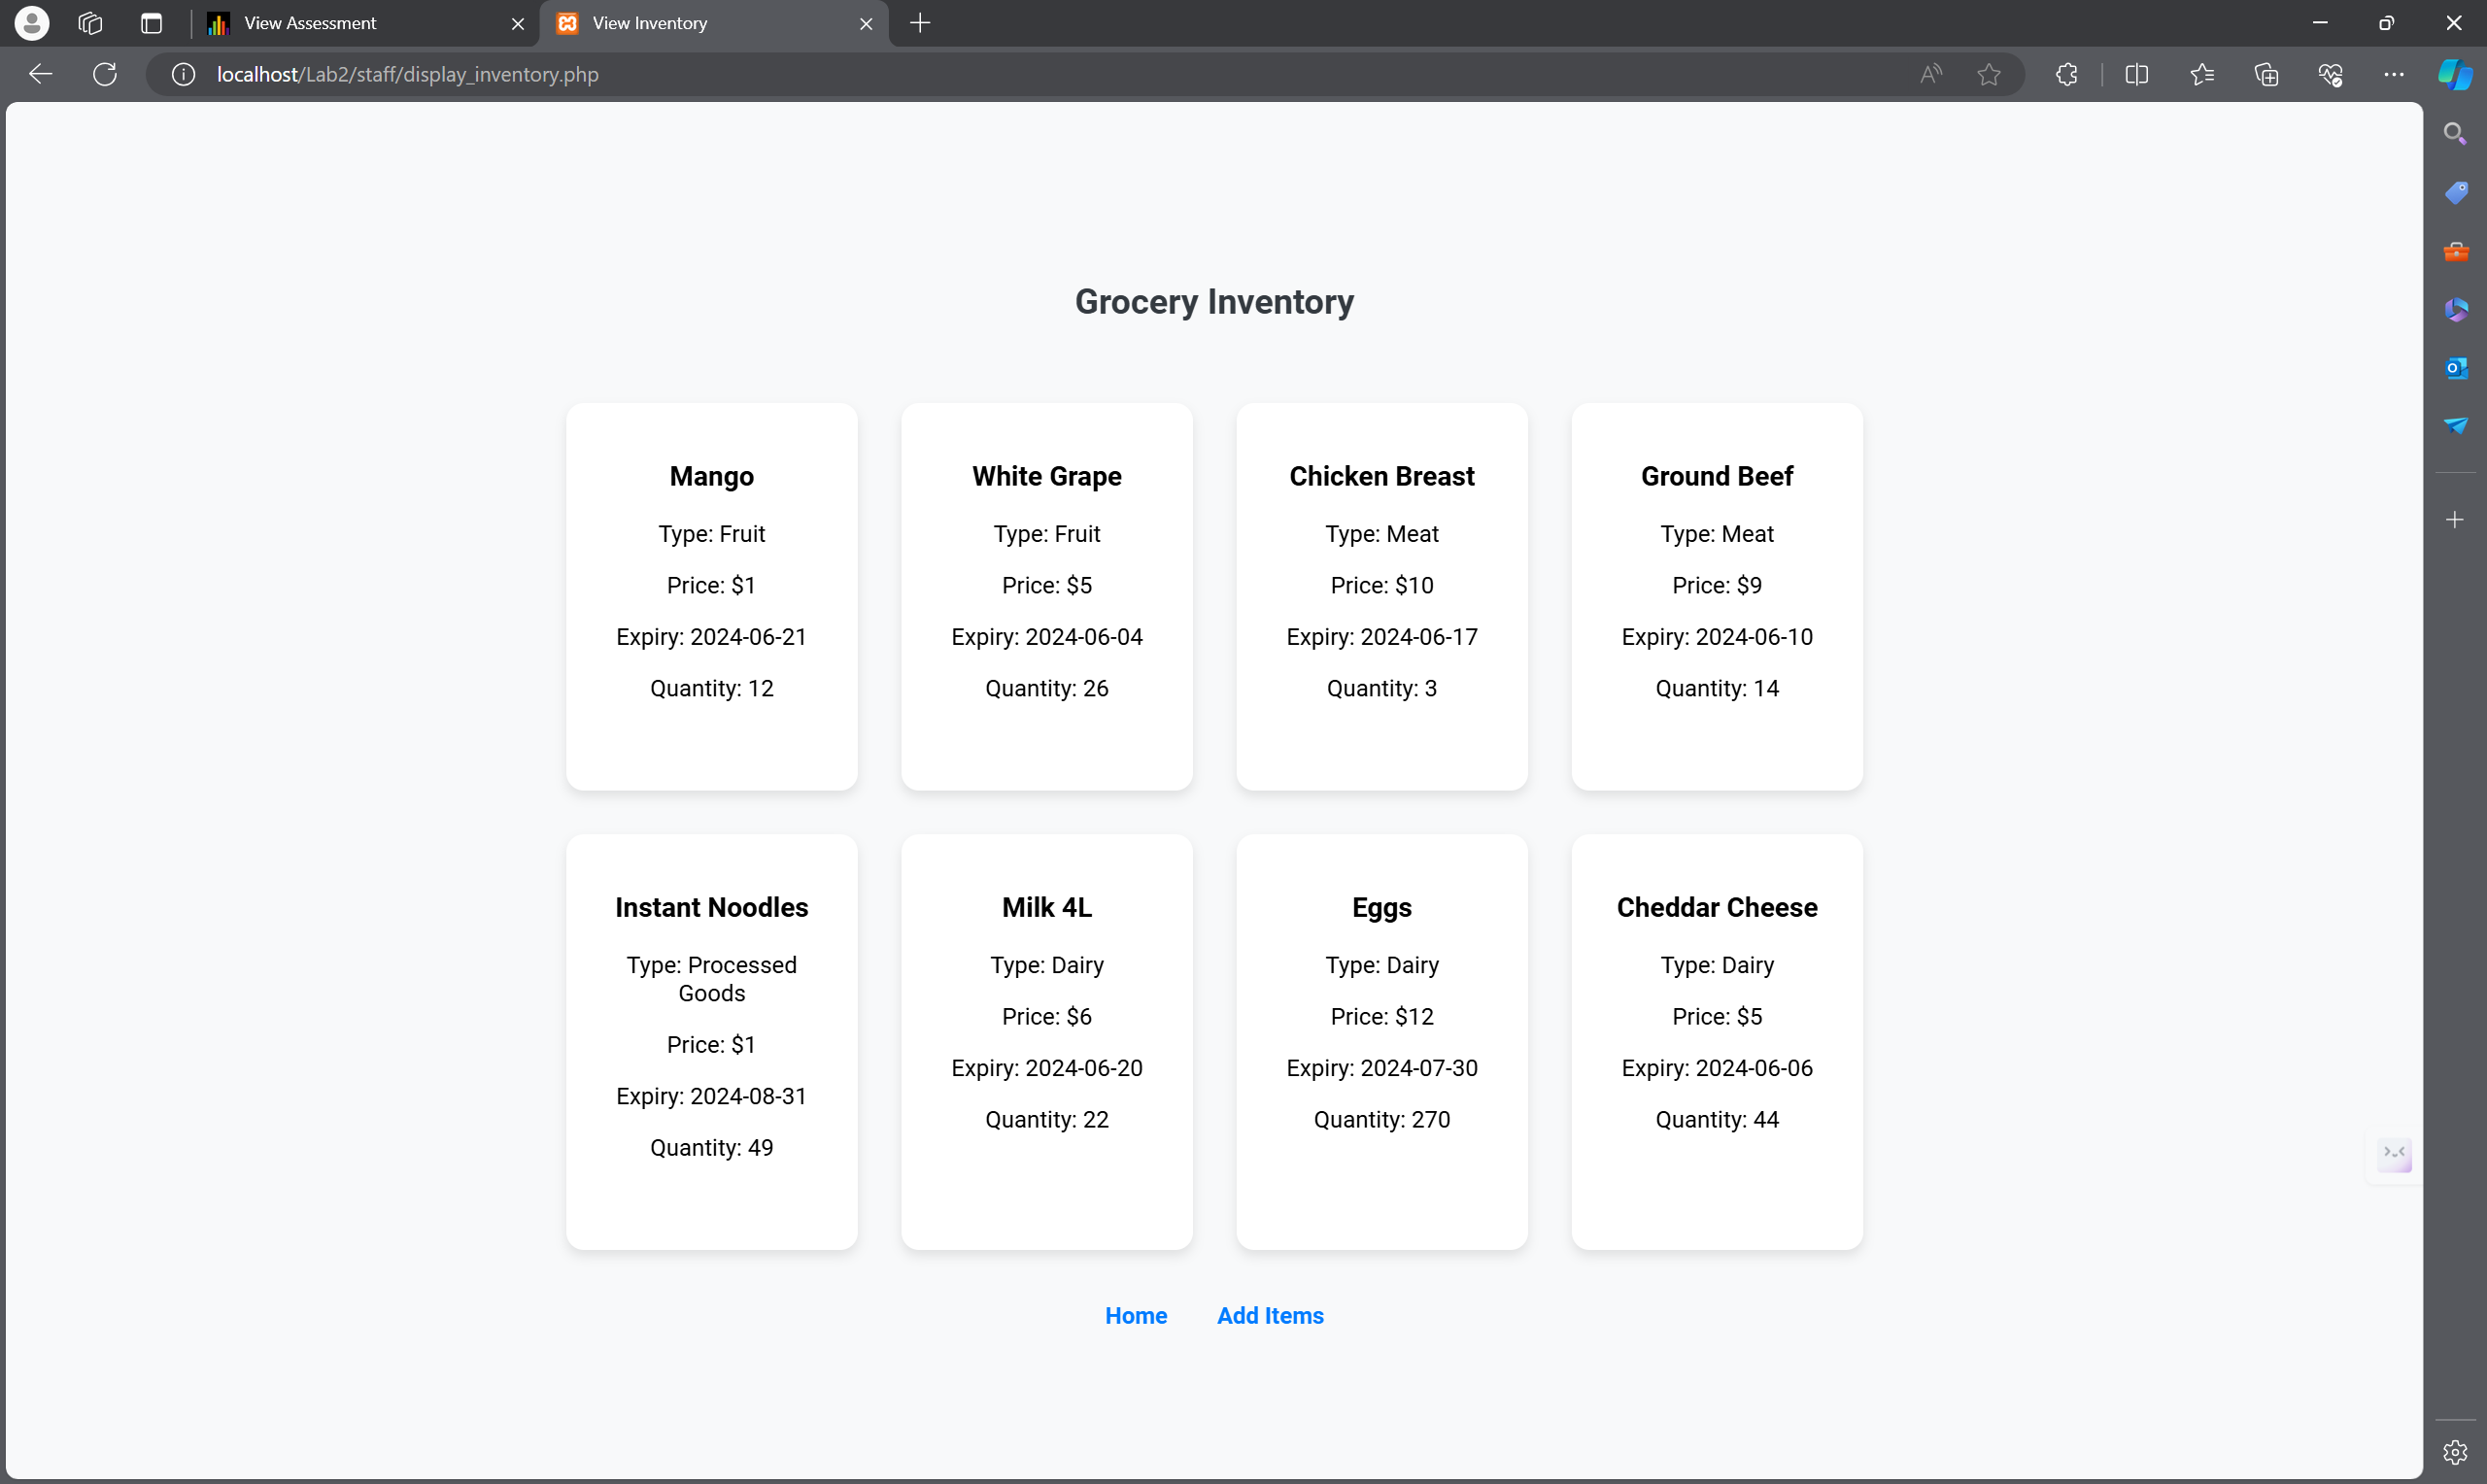 View Assessment
View Inventory
localhost/Lab2/staff/display_inventory.php
Grocery Inventory
Mango
Type: Fruit
Price: $1
Expiry: 2024-06-21
Quantity: 12
White Grape
Type: Fruit
Price: $5
Expiry: 2024-06-04
Quantity: 26
Chicken Breast
Type: Meat
Price: $10
Expiry: 2024-06-17
Quantity: 3
Ground Beef
Type: Meat
Price: $9
Expiry: 2024-06-10
Quantity: 14
Instant Noodles
Type: Processed
Goods
Price: $1
Expiry: 2024-08-31
Quantity: 49
Milk 4L
Type: Dairy
Price: $6
Expiry: 2024-06-20
Quantity: 22
Eggs
Type: Dairy
Price: $12
Expiry: 2024-07-30
Quantity: 270
Cheddar Cheese
Type: Dairy
Price: $5
Expiry: 2024-06-06
Quantity: 44
Home
Add Items